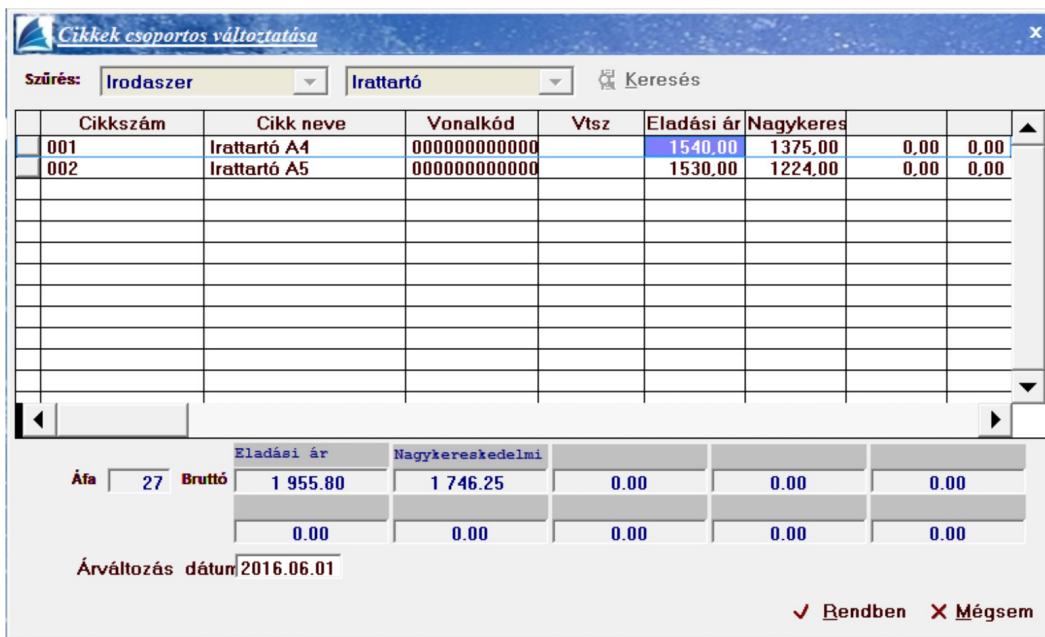 Cikkek csoportos változtatása x
Szűrés: Irodaszer Irattartó Keresés
Cikkszám Cikk neve Vonalkód Vtsz Eladási ár Nagykeres
001 Irattartó A4 000000000000 1540,00 1375,00 0,00 0,00
002 Irattartó A5 000000000000 1530,00 1224,00 0,00 0,00
Eladási ár Nagykereskedelmi
Áfa 27 Bruttó 1 955.80 1 746.25 0.00 0.00 0.00
0.00 0.00 0.00 0.00 0.00
Árváltozás dátum 2016.06.01
Rendben Mégsem